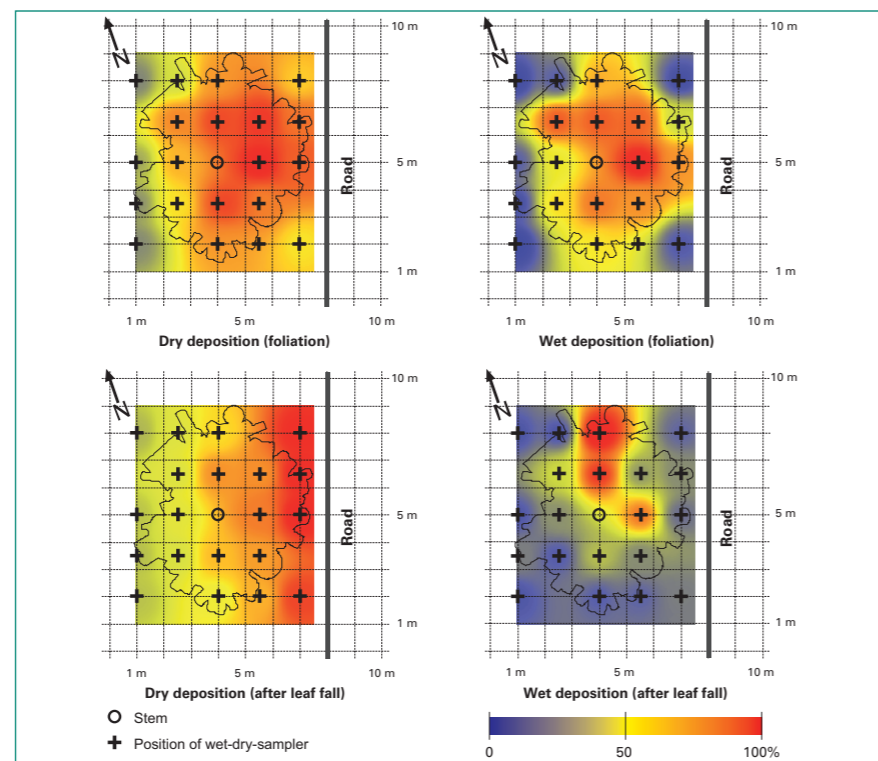 N
10 m
5 m
1 m
Road
1 m 5 m 10 m
Dry deposition (foliation)
N
10 m
5 m
1 m
Road
1 m 5 m 10 m
Wet deposition (foliation)
N
10 m
5 m
1 m
Road
1 m 5 m 10 m
Dry deposition (after leaf fall)
N
10 m
5 m
1 m
Road
1 m 5 m 10 m
Wet deposition (after leaf fall)
Stem
Position of wet-dry-sampler
0 50 100%